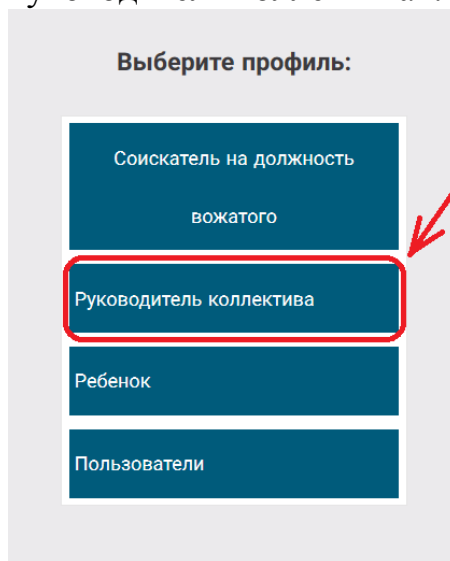 Выберите профиль:
Соискатель на должность
вожатого
Руководитель коллектива
Ребенок
Пользователи